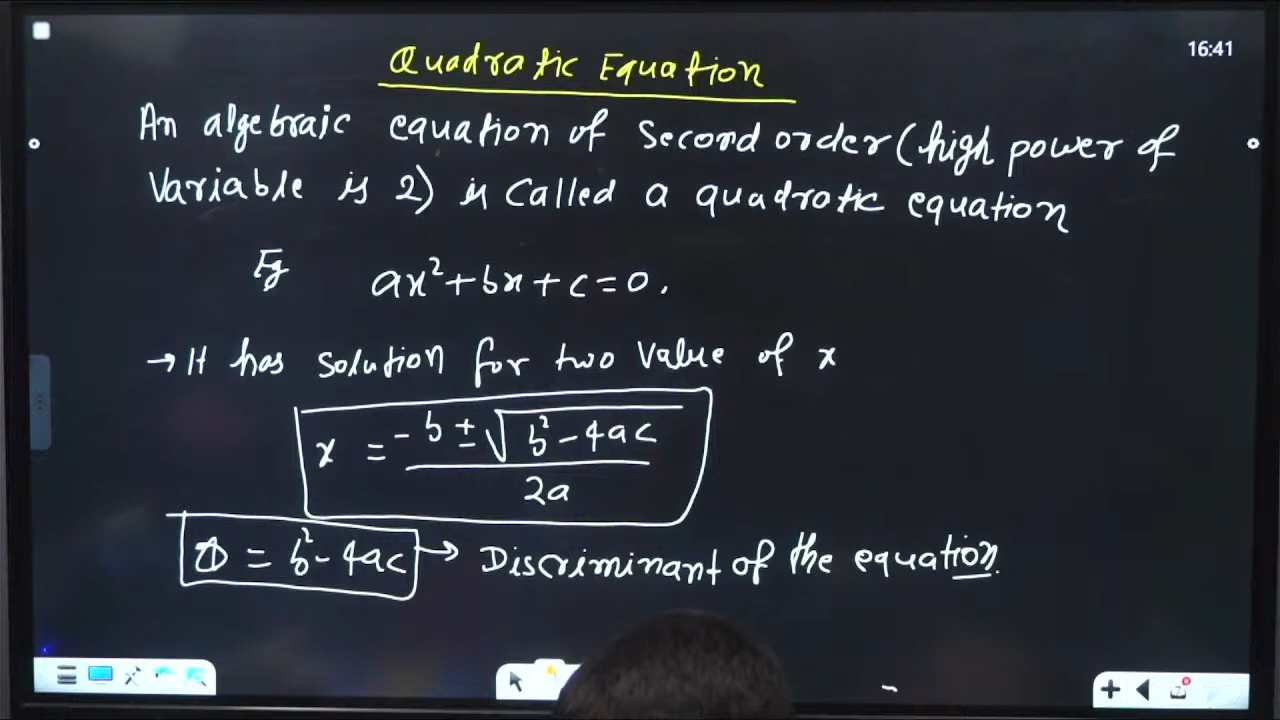 16:41
Quadratic Equation
An algebraic equation of Second order (high power of
Variable is 2) is Called a quadratic equation
Eg ax²+bx+c=0.
→ It has solution for two value of x
x = -b ± √b²-4ac / 2a
D = b²-4ac → Discriminant of the equation.